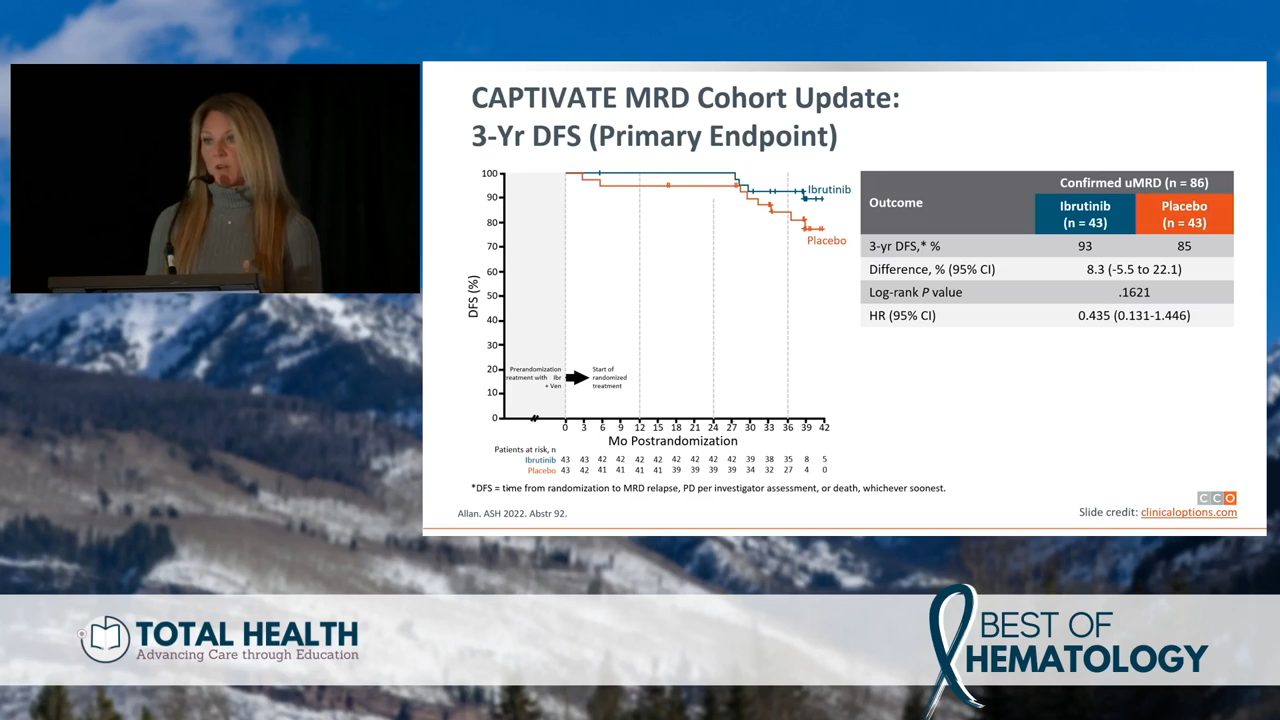 CAPTIVATE MRD Cohort Update:
3-Yr DFS (Primary Endpoint)
100
90
80
70
60
50
40
30
20
10
0
DFS (%)
Ibrutinib
Placebo
Prerandomization
treatment with Ibr
+ Ven
Start of
randomized
treatment
0 3 6 9 12 15 18 21 24 27 30 33 36 39 42
Mo Postrandomization
Patients at risk, n
Ibrutinib 43 43 42 42 42 42 42 42 42 42 39 38 35 8 5
Placebo 43 42 41 41 41 41 39 39 39 39 34 32 27 4 0
Outcome
Confirmed uMRD (n = 86)
Ibrutinib
(n = 43)
Placebo
(n = 43)
3-yr DFS,* % 93 85
Difference, % (95% CI) 8.3 (-5.5 to 22.1)
Log-rank P value .1621
HR (95% CI) 0.435 (0.131-1.446)
*DFS = time from randomization to MRD relapse, PD per investigator assessment, or death, whichever soonest.
Allan. ASH 2022. Abstr 92.
CCO
Slide credit: clinicaloptions.com
TOTAL HEALTH
Advancing Care through Education
BEST OF
HEMATOLOGY